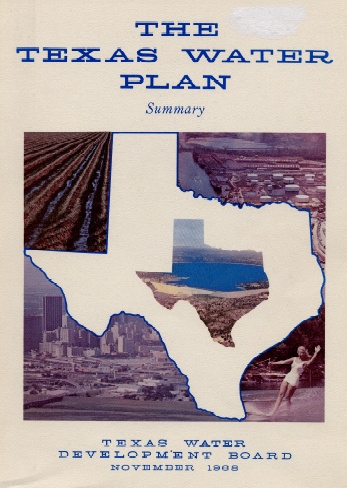 THE
TEXAS WATER
PLAN
Summary
TEXAS WATER
DEVELOPMENT BOARD
NOVEMBER 1968